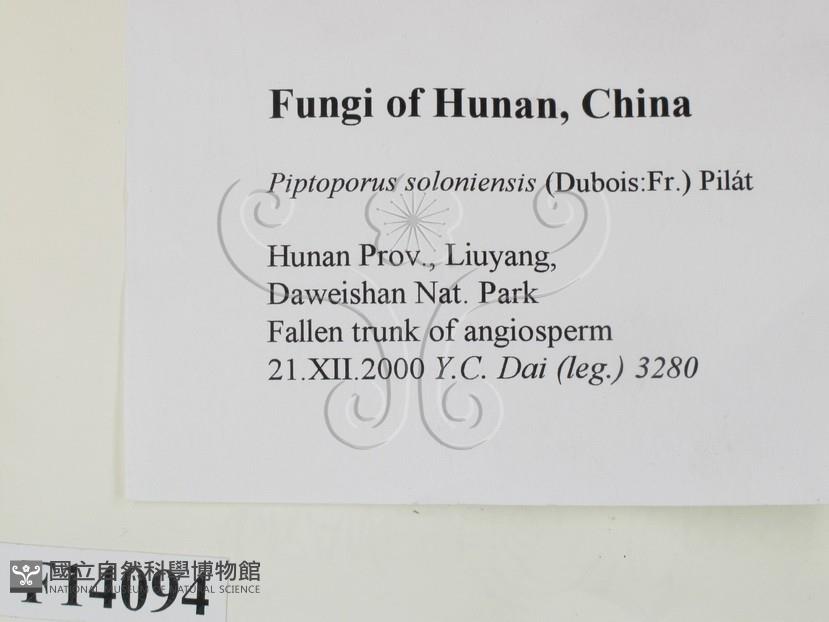 Fungi of Hunan, China
Piptoporus soloniensis (Dubois:Fr.) Pilát
Hunan Prov., Liuyang,
Daweishan Nat. Park
Fallen trunk of angiosperm
21.XII.2000 Y.C. Dai (leg.) 3280
國立自然科學博物館
NATIONAL MUSEUM OF NATURAL SCIENCE
F14094